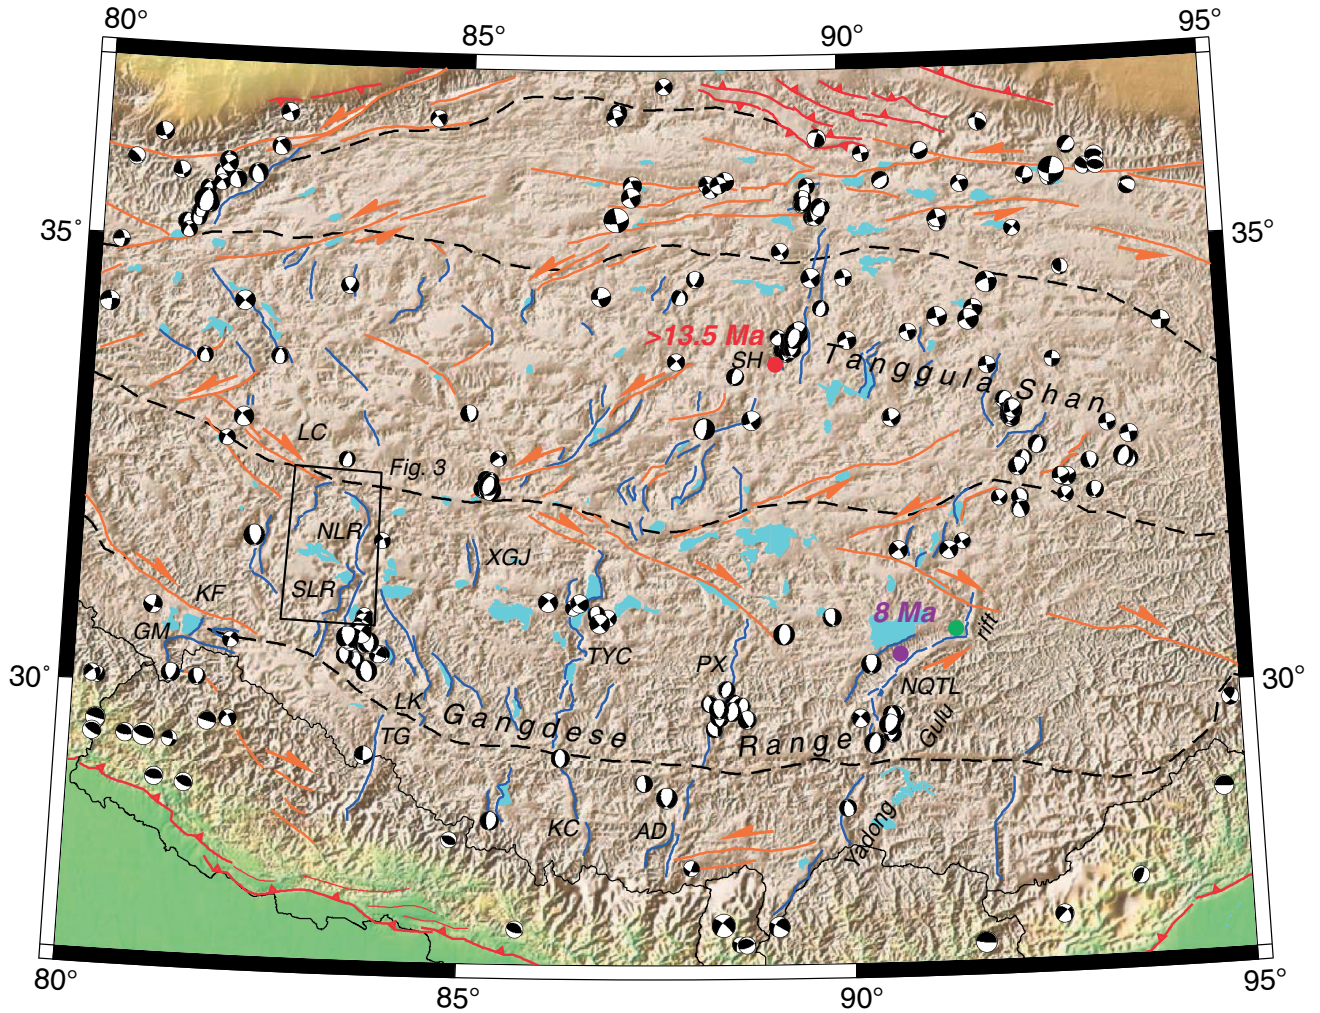 80°
85°
90°
95°
35°
35°
>13.5 Ma
SH
Tanggula Shan
LC
Fig. 3
NLR
XGJ
SLR
KF
GM
8 Ma
rift
TYC
PX
NQTL
LK
Gangdese
Range
Gulu
TG
30°
30°
KC
AD
Yadong
80°
85°
90°
95°